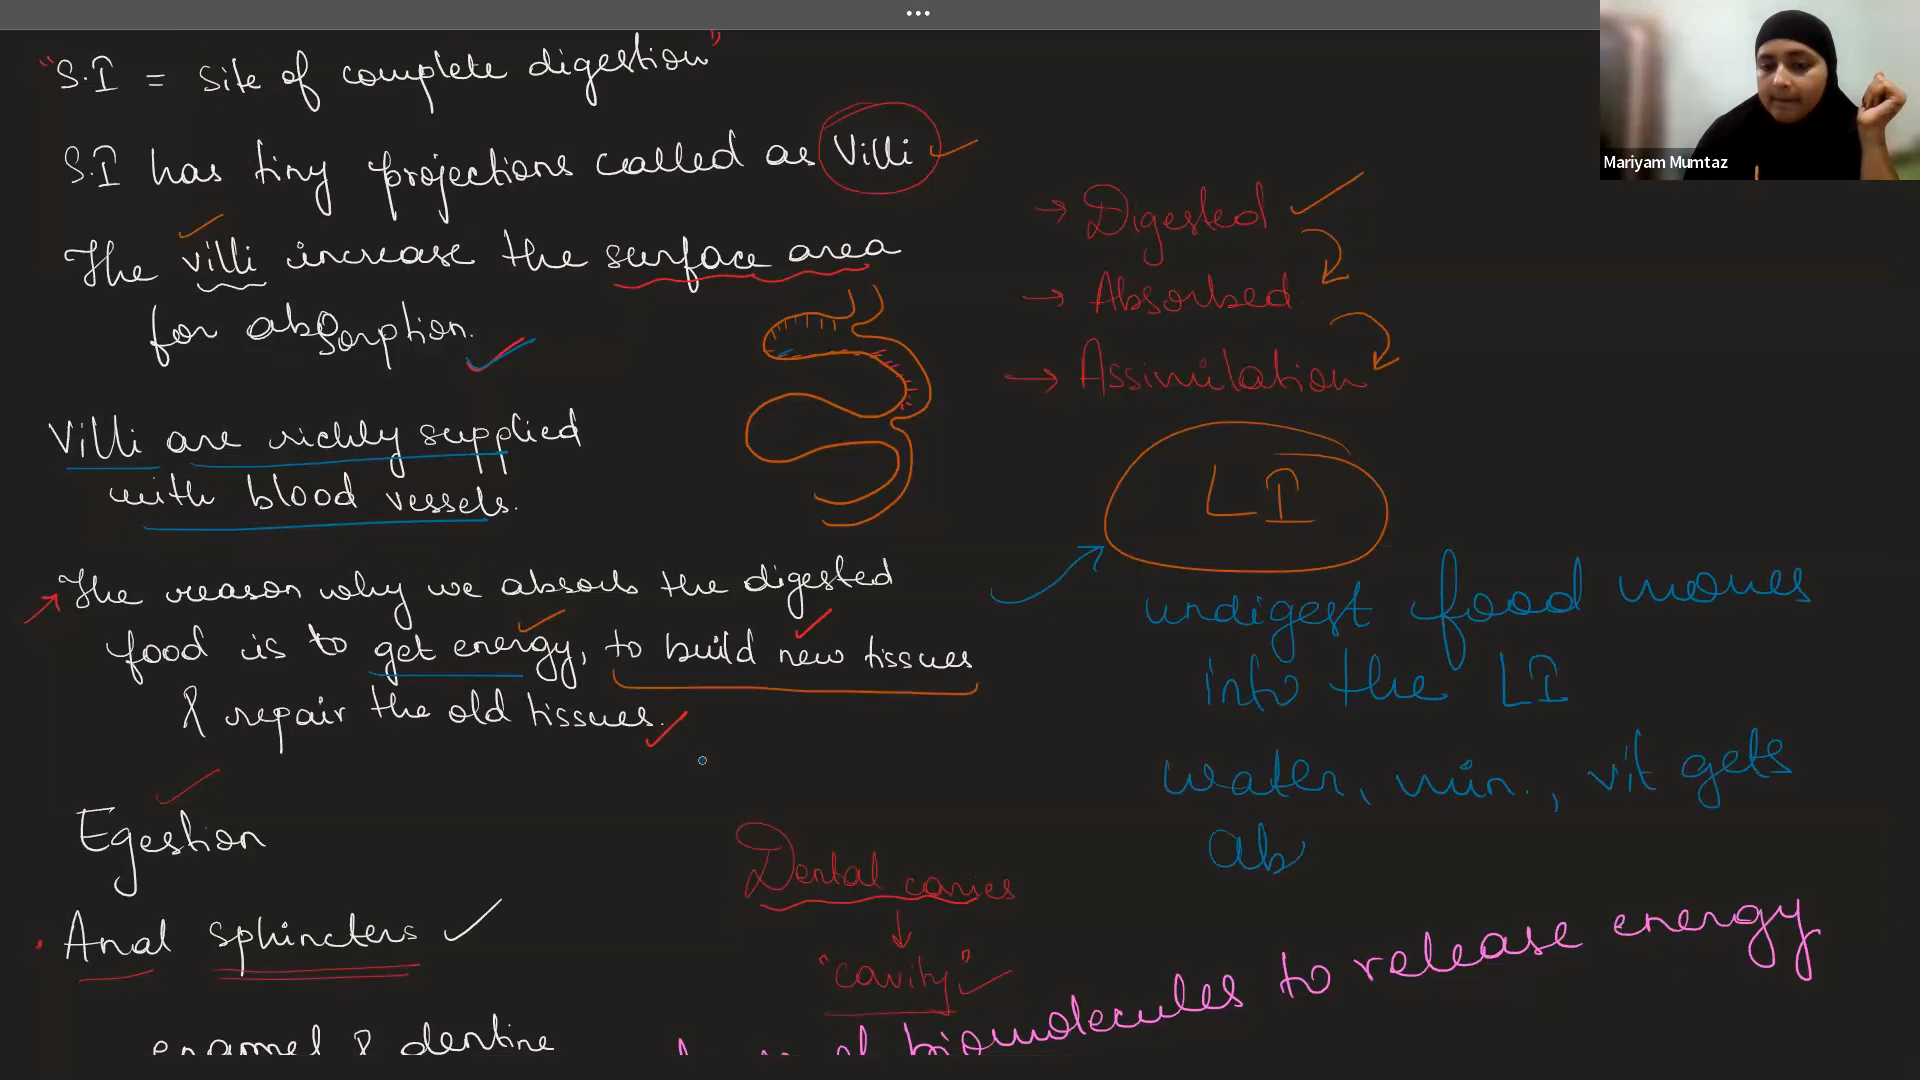 "S.I = Site of complete digestion"
S.I has tiny projections called as Villi
The villi increase the surface area
for absorption.
Villi are richly supplied
with blood vessels.
→ The reason why we absorb the digested
food is to get energy, to build new tissues
& repair the old tissues.
Egestion
Anal sphincters
enamel & dentine
→ Digested
→ Absorbed
→ Assimilation
LI
undigest food moves
into the LI
water, min., vit gets
ab
Dental caries
"cavity"
biomolecules to release energy
Mariyam Mumtaz